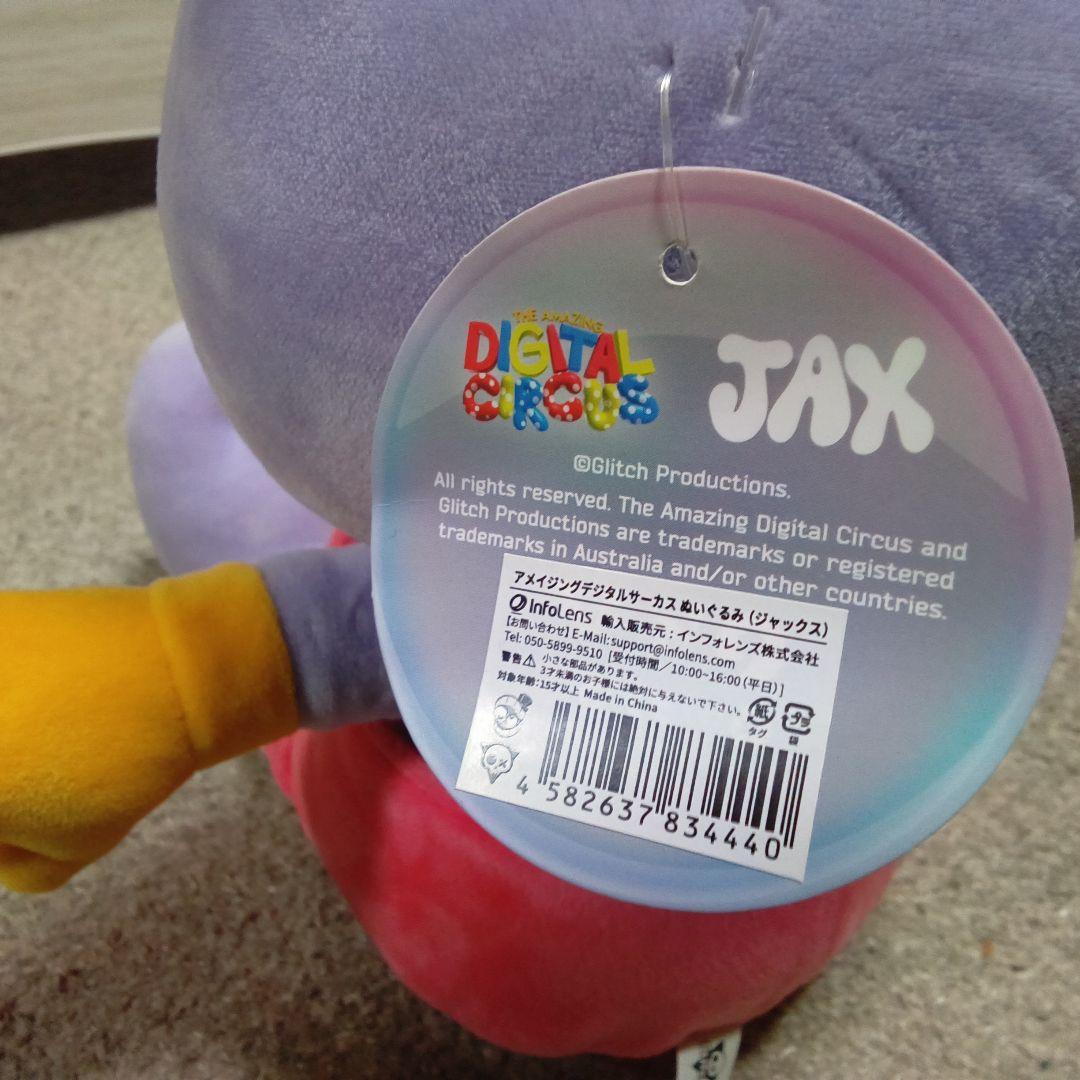 THE AMAZING
DIGITAL
CIRCUS
JAX
©Glitch Productions.
All rights reserved. The Amazing Digital Circus and
Glitch Productions are trademarks or registered
trademarks in Australia and/or other countries.
アメイジングデジタルサーカス ぬいぐるみ (ジャックス)
InfoLens 輸入販売元：インフォレンズ株式会社
[お問い合わせ] E-Mail:support@infolens.com
Tel: 050-5899-9510 [受付時間／10:00~16:00(平日)]
警告⚠ 小さな部品があります。
3才未満のお子様には絶対に与えないで下さい。
対象年齢:15才以上 Made in China
紙
タグ
プラ
袋
4 582637 834440